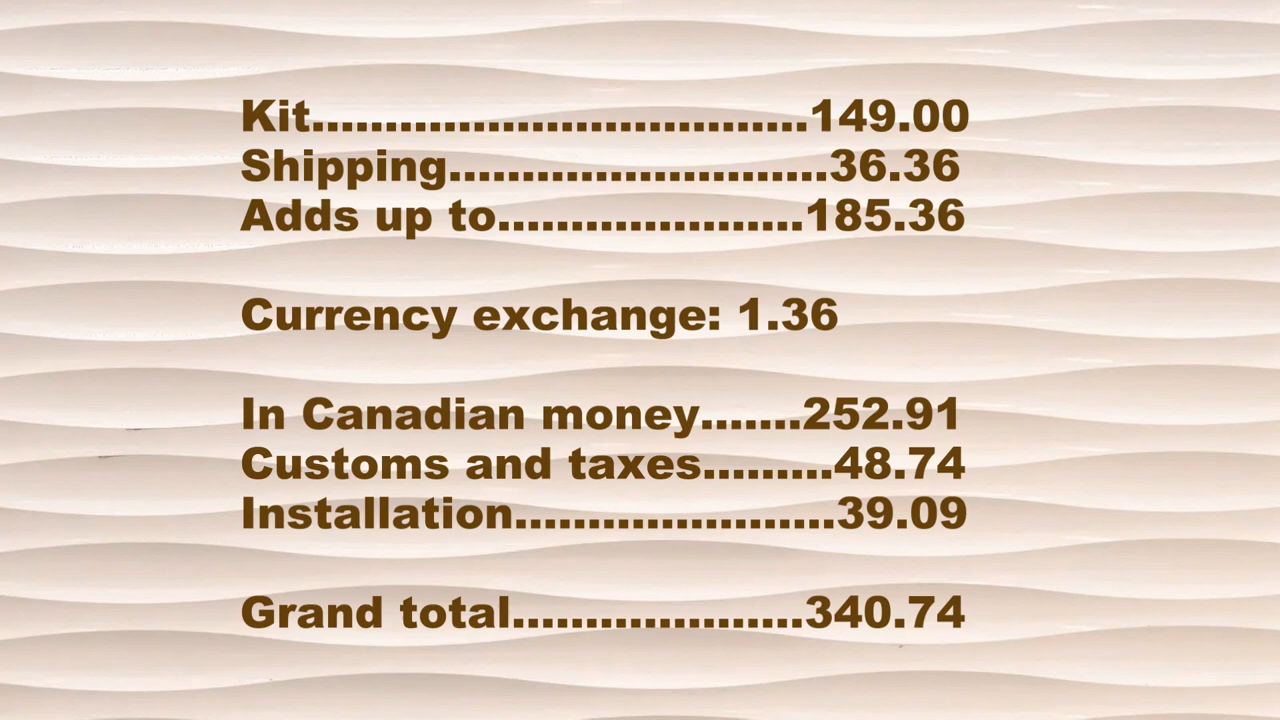 Kit..................................149.00
Shipping..........................36.36
Adds up to.....................185.36
Currency exchange: 1.36
In Canadian money.......252.91
Customs and taxes.........48.74
Installation......................39.09
Grand total....................340.74